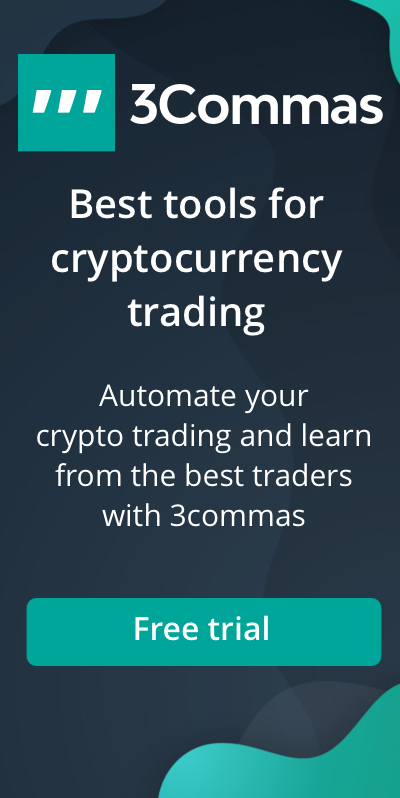 3Commas
Best tools for
cryptocurrency
trading
Automate your
crypto trading and learn
from the best traders
with 3commas
Free trial